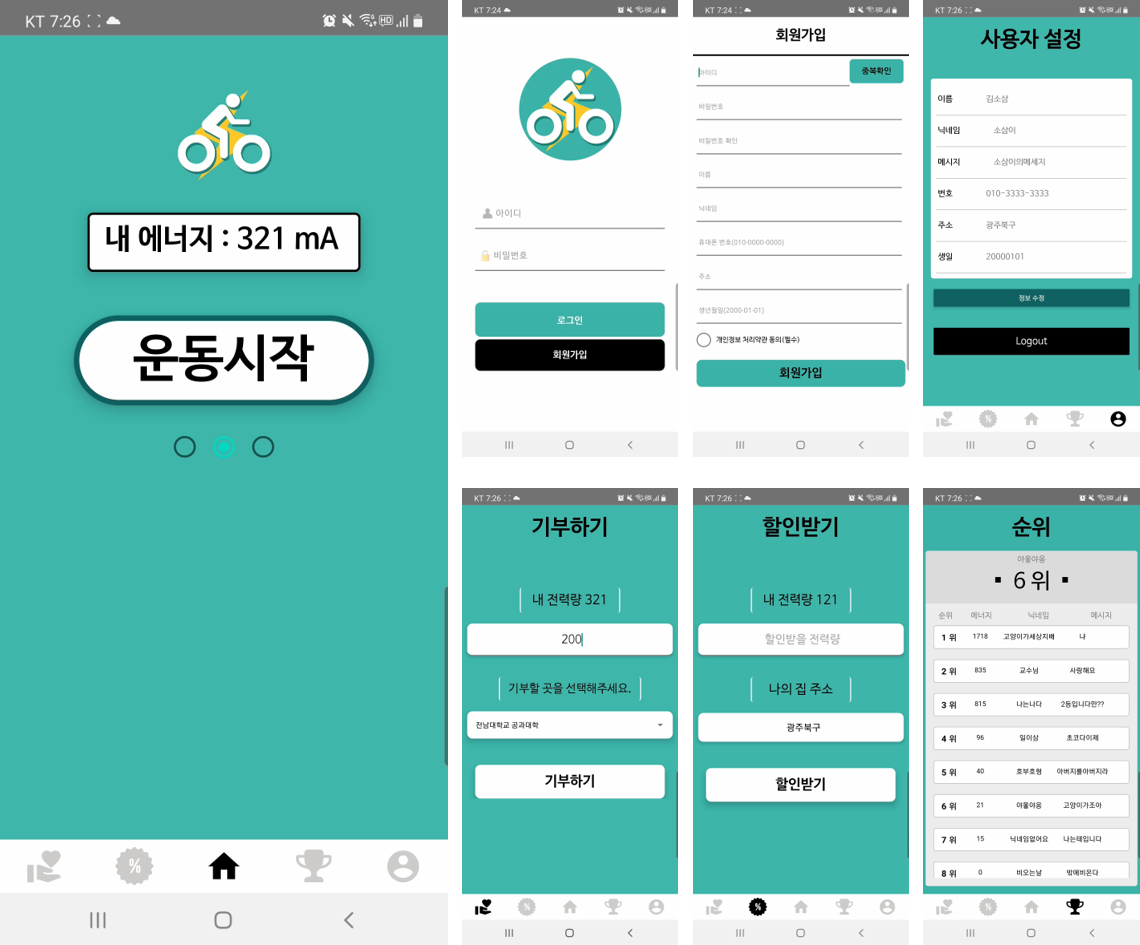 KT 7:26
HD
내 에너지 : 321 mA
운동시작
%
KT 7:24
아이디
비밀번호
로그인
회원가입
KT 7:24
회원가입
아이디
중복확인
비밀번호
비밀번호 확인
이름
닉네임
휴대폰 번호(010-0000-0000)
주소
생년월일(2000-01-01)
개인정보 처리약관 동의(필수)
회원가입
KT 7:26
사용자 설정
이름 김소삼
닉네임 소삼이
메시지 소삼이의메세지
번호 010-3333-3333
주소 광주북구
생일 20000101
정보 수정
Logout
%
KT 7:26
기부하기
내 전력량 321
200
기부할 곳을 선택해주세요.
전남대학교 공과대학
기부하기
%
KT 7:26
할인받기
내 전력량 121
할인받을 전력량
나의 집 주소
광주북구
할인받기
%
KT 7:26
순위
야울야옹
6 위
순위 에너지 닉네임 메시지
1 위 1718 고양이가세상지배 냐
2 위 835 교수님 사랑해요
3 위 815 나는나다 2등입니다만??
4 위 96 일이삼 초코다이제
5 위 40 호부호형 아버지를아버지라
6 위 21 야울야옹 고양이가조아
7 위 15 닉네임없어요 나는태입니다
8 위 0 비오는날 밖에비온다
%